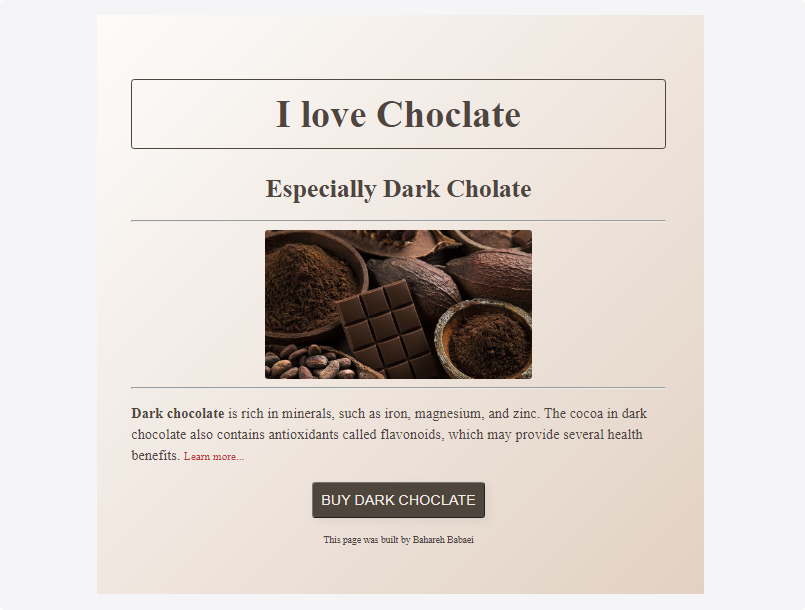 I love Choclate
Especially Dark Cholate
Dark chocolate is rich in minerals, such as iron, magnesium, and zinc. The cocoa in dark
chocolate also contains antioxidants called flavonoids, which may provide several health
benefits. Learn more...
BUY DARK CHOCLATE
This page was built by Bahareh Babaei